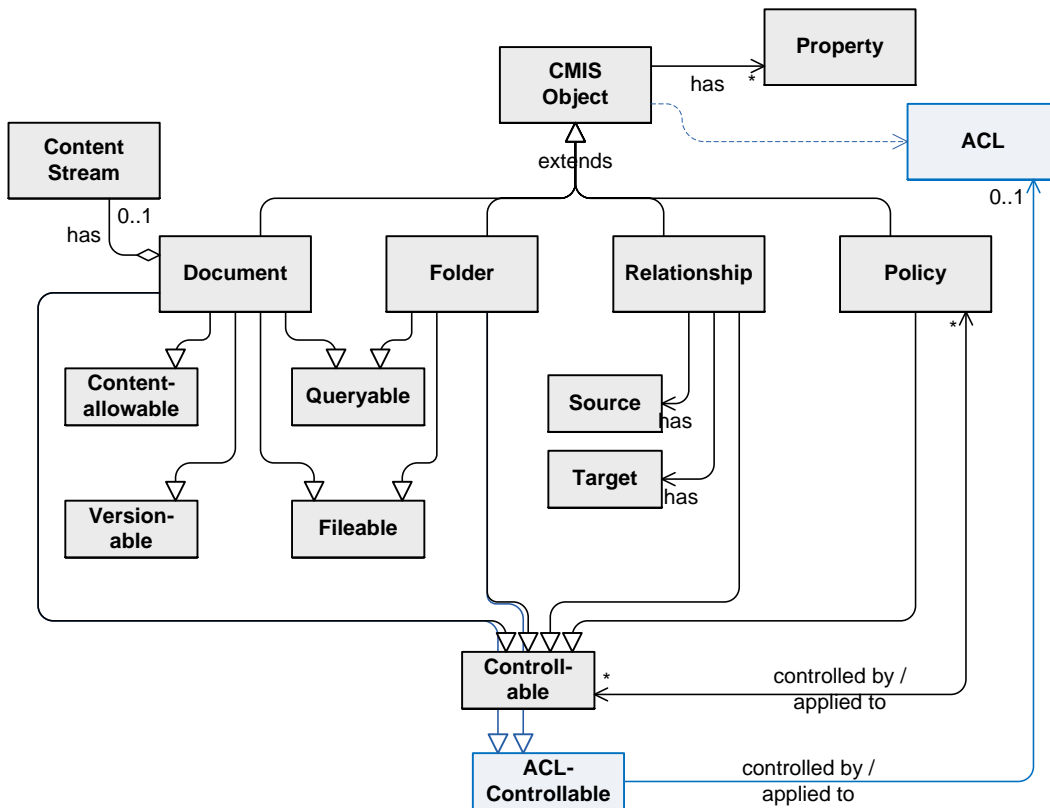 Property
CMIS
Object
has
*
ACL
Content
Stream
extends
0..1
0..1
has
Document
Folder
Relationship
Policy
*
Content-
allowable
Queryable
Source
has
Target
has
Version-
able
Fileable
Controll-
able
*
controlled by /
applied to
ACL-
Controllable
controlled by /
applied to